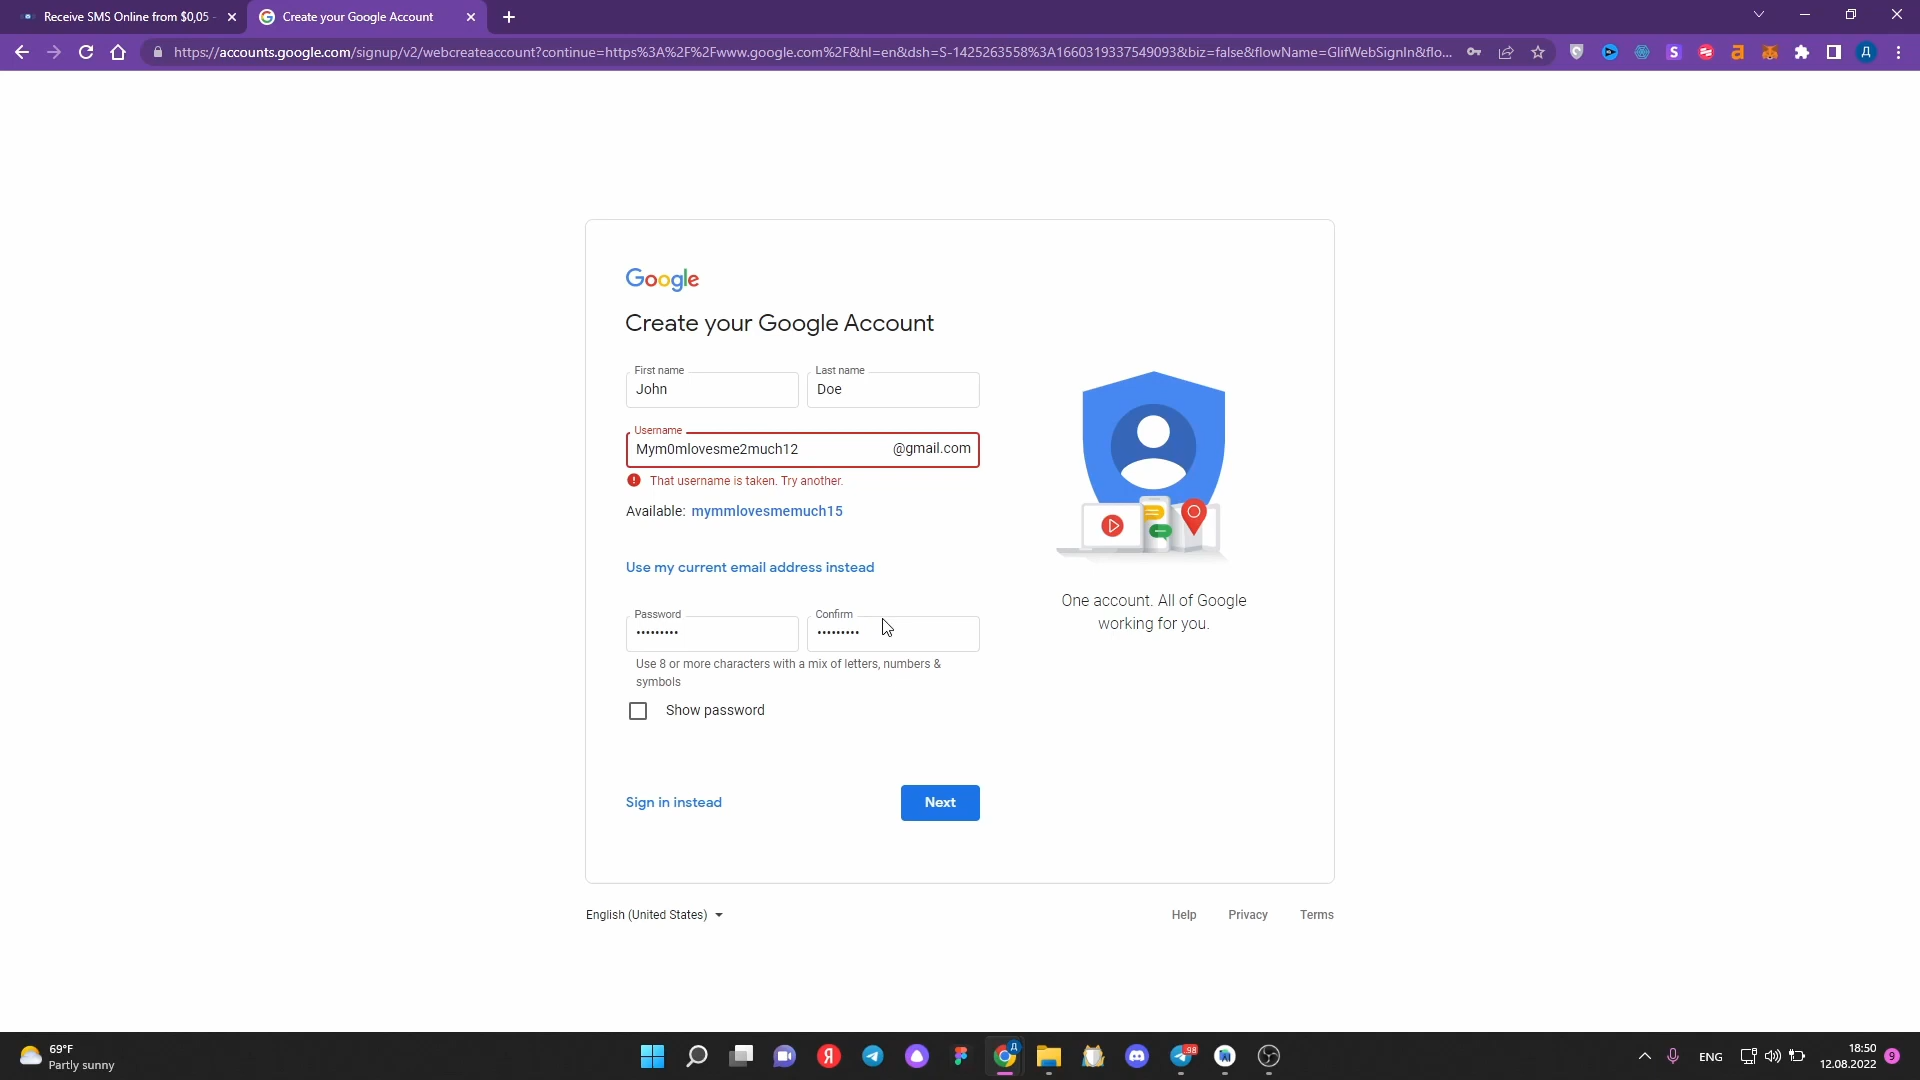 Receive SMS Online from $0,05 -
Create your Google Account
https://accounts.google.com/signup/v2/webcreateaccount?continue=https%3A%2F%2Fwww.google.com%2F&hl=en&dsh=S-1425263558%3A1660319337549093&biz=false&flowName=GlifWebSignIn&flo...
Google
Create your Google Account
First name
Last name
John
Doe
Username
Mym0mlovesme2much12
@gmail.com
That username is taken. Try another.
Available: mymmlovesmemuch15
Use my current email address instead
Password
Confirm
Use 8 or more characters with a mix of letters, numbers &
symbols
Show password
Sign in instead
Next
One account. All of Google
working for you.
English (United States)
Help
Privacy
Terms
69°F
Partly sunny
98
ENG
18:50
12.08.2022
9